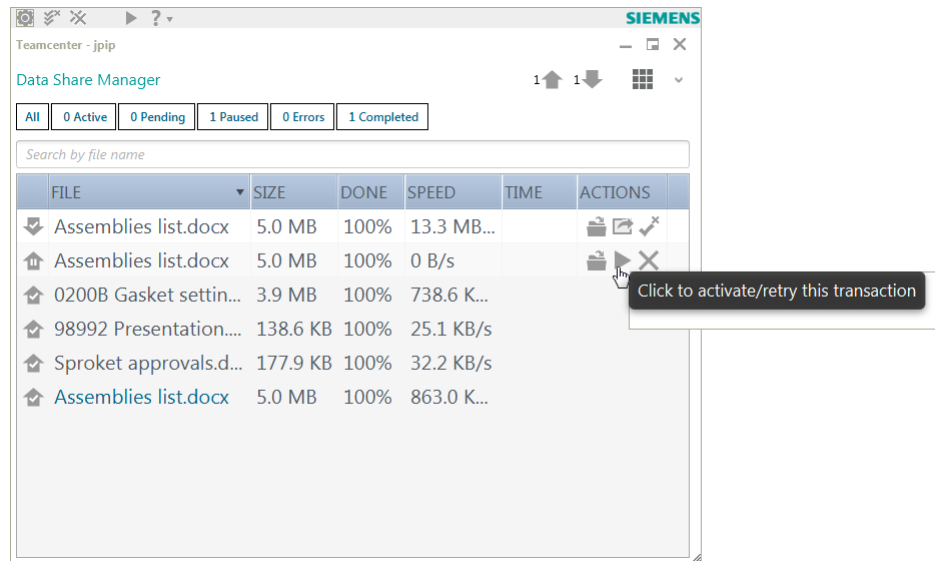 ? SIEMENS
Teamcenter - jpip
Data Share Manager 1 1
All 0 Active 0 Pending 1 Paused 0 Errors 1 Completed
Search by file name
FILE SIZE DONE SPEED TIME ACTIONS
Assemblies list.docx 5.0 MB 100% 13.3 MB...
Assemblies list.docx 5.0 MB 100% 0 B/s
Click to activate/retry this transaction
0200B Gasket settin... 3.9 MB 100% 738.6 K...
98992 Presentation.... 138.6 KB 100% 25.1 KB/s
Sproket approvals.d... 177.9 KB 100% 32.2 KB/s
Assemblies list.docx 5.0 MB 100% 863.0 K...